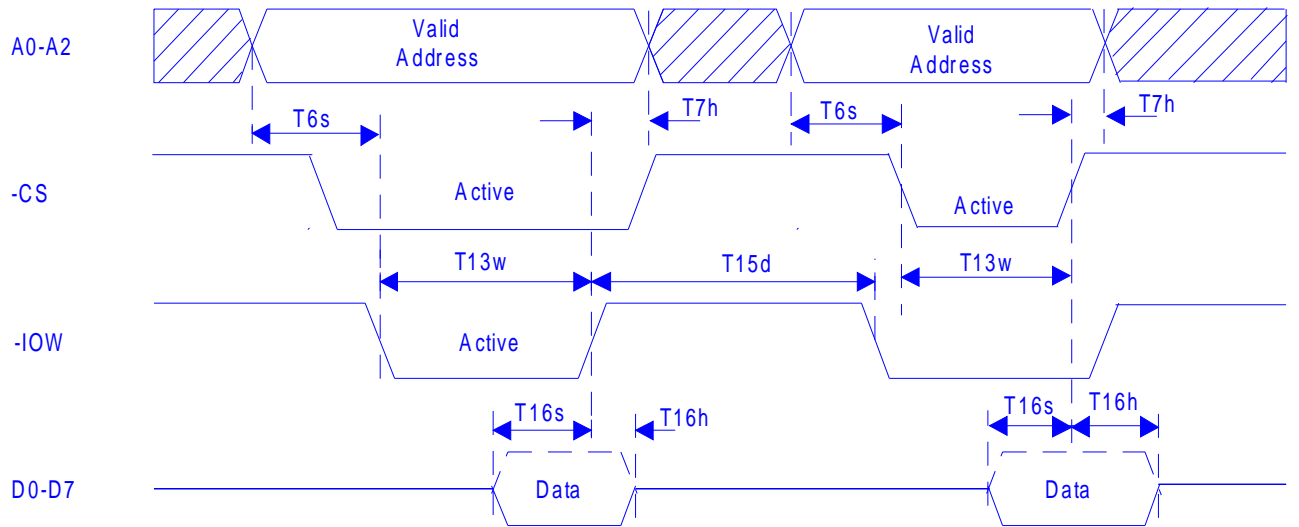 A0-A2
Valid
Address
Valid
Address
T6s
T7h
T6s
T7h
-CS
Active
Active
T13w
T15d
T13w
-IOW
Active
T16s
T16h
T16s
T16h
D0-D7
Data
Data